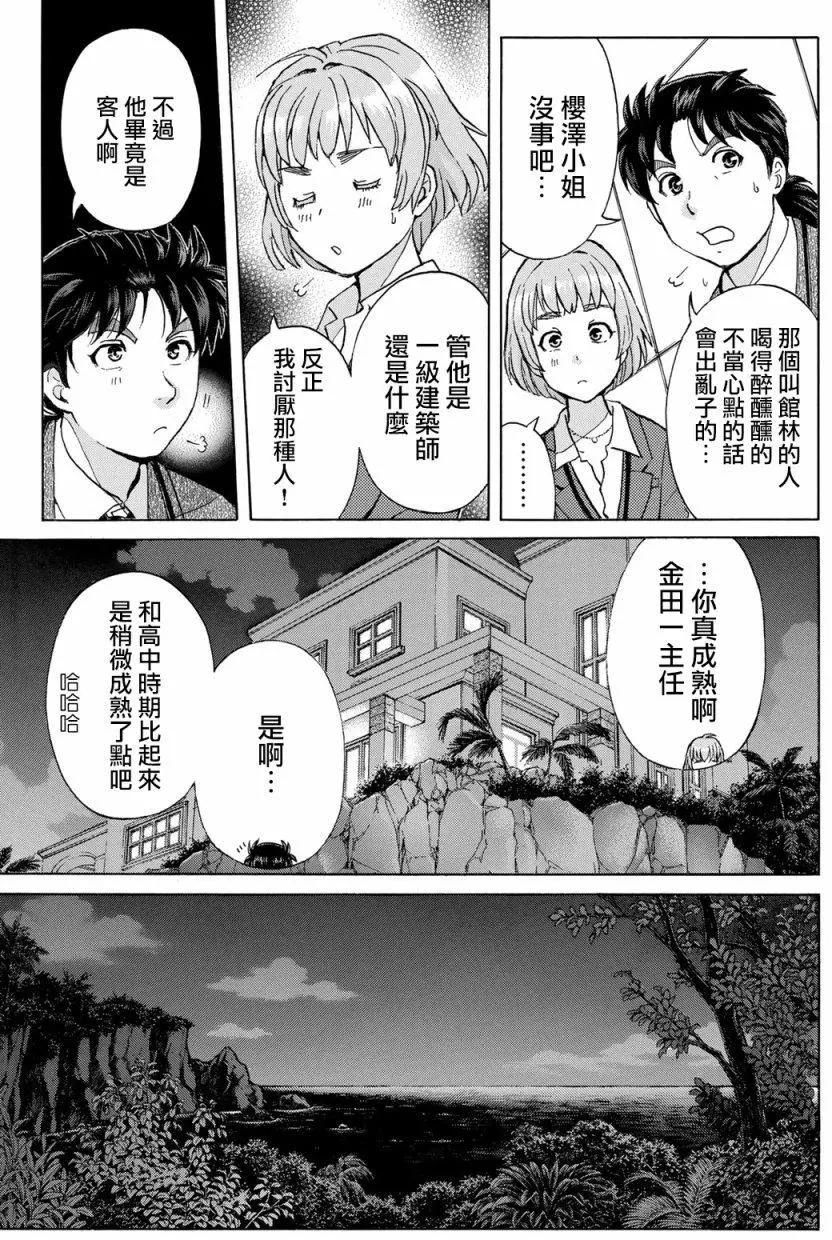 櫻澤小姐
沒事吧…
那個叫館林的人
喝得醉醺醺的
不當心點的話
會出亂子的…
………
管他是
一級建築師
還是什麼
反正
我討厭那種人！
不過
他畢竟是
客人啊
…你真成熟啊
金田一主任
是啊…
和高中時期比起來
是稍微成熟了點吧
哈哈哈